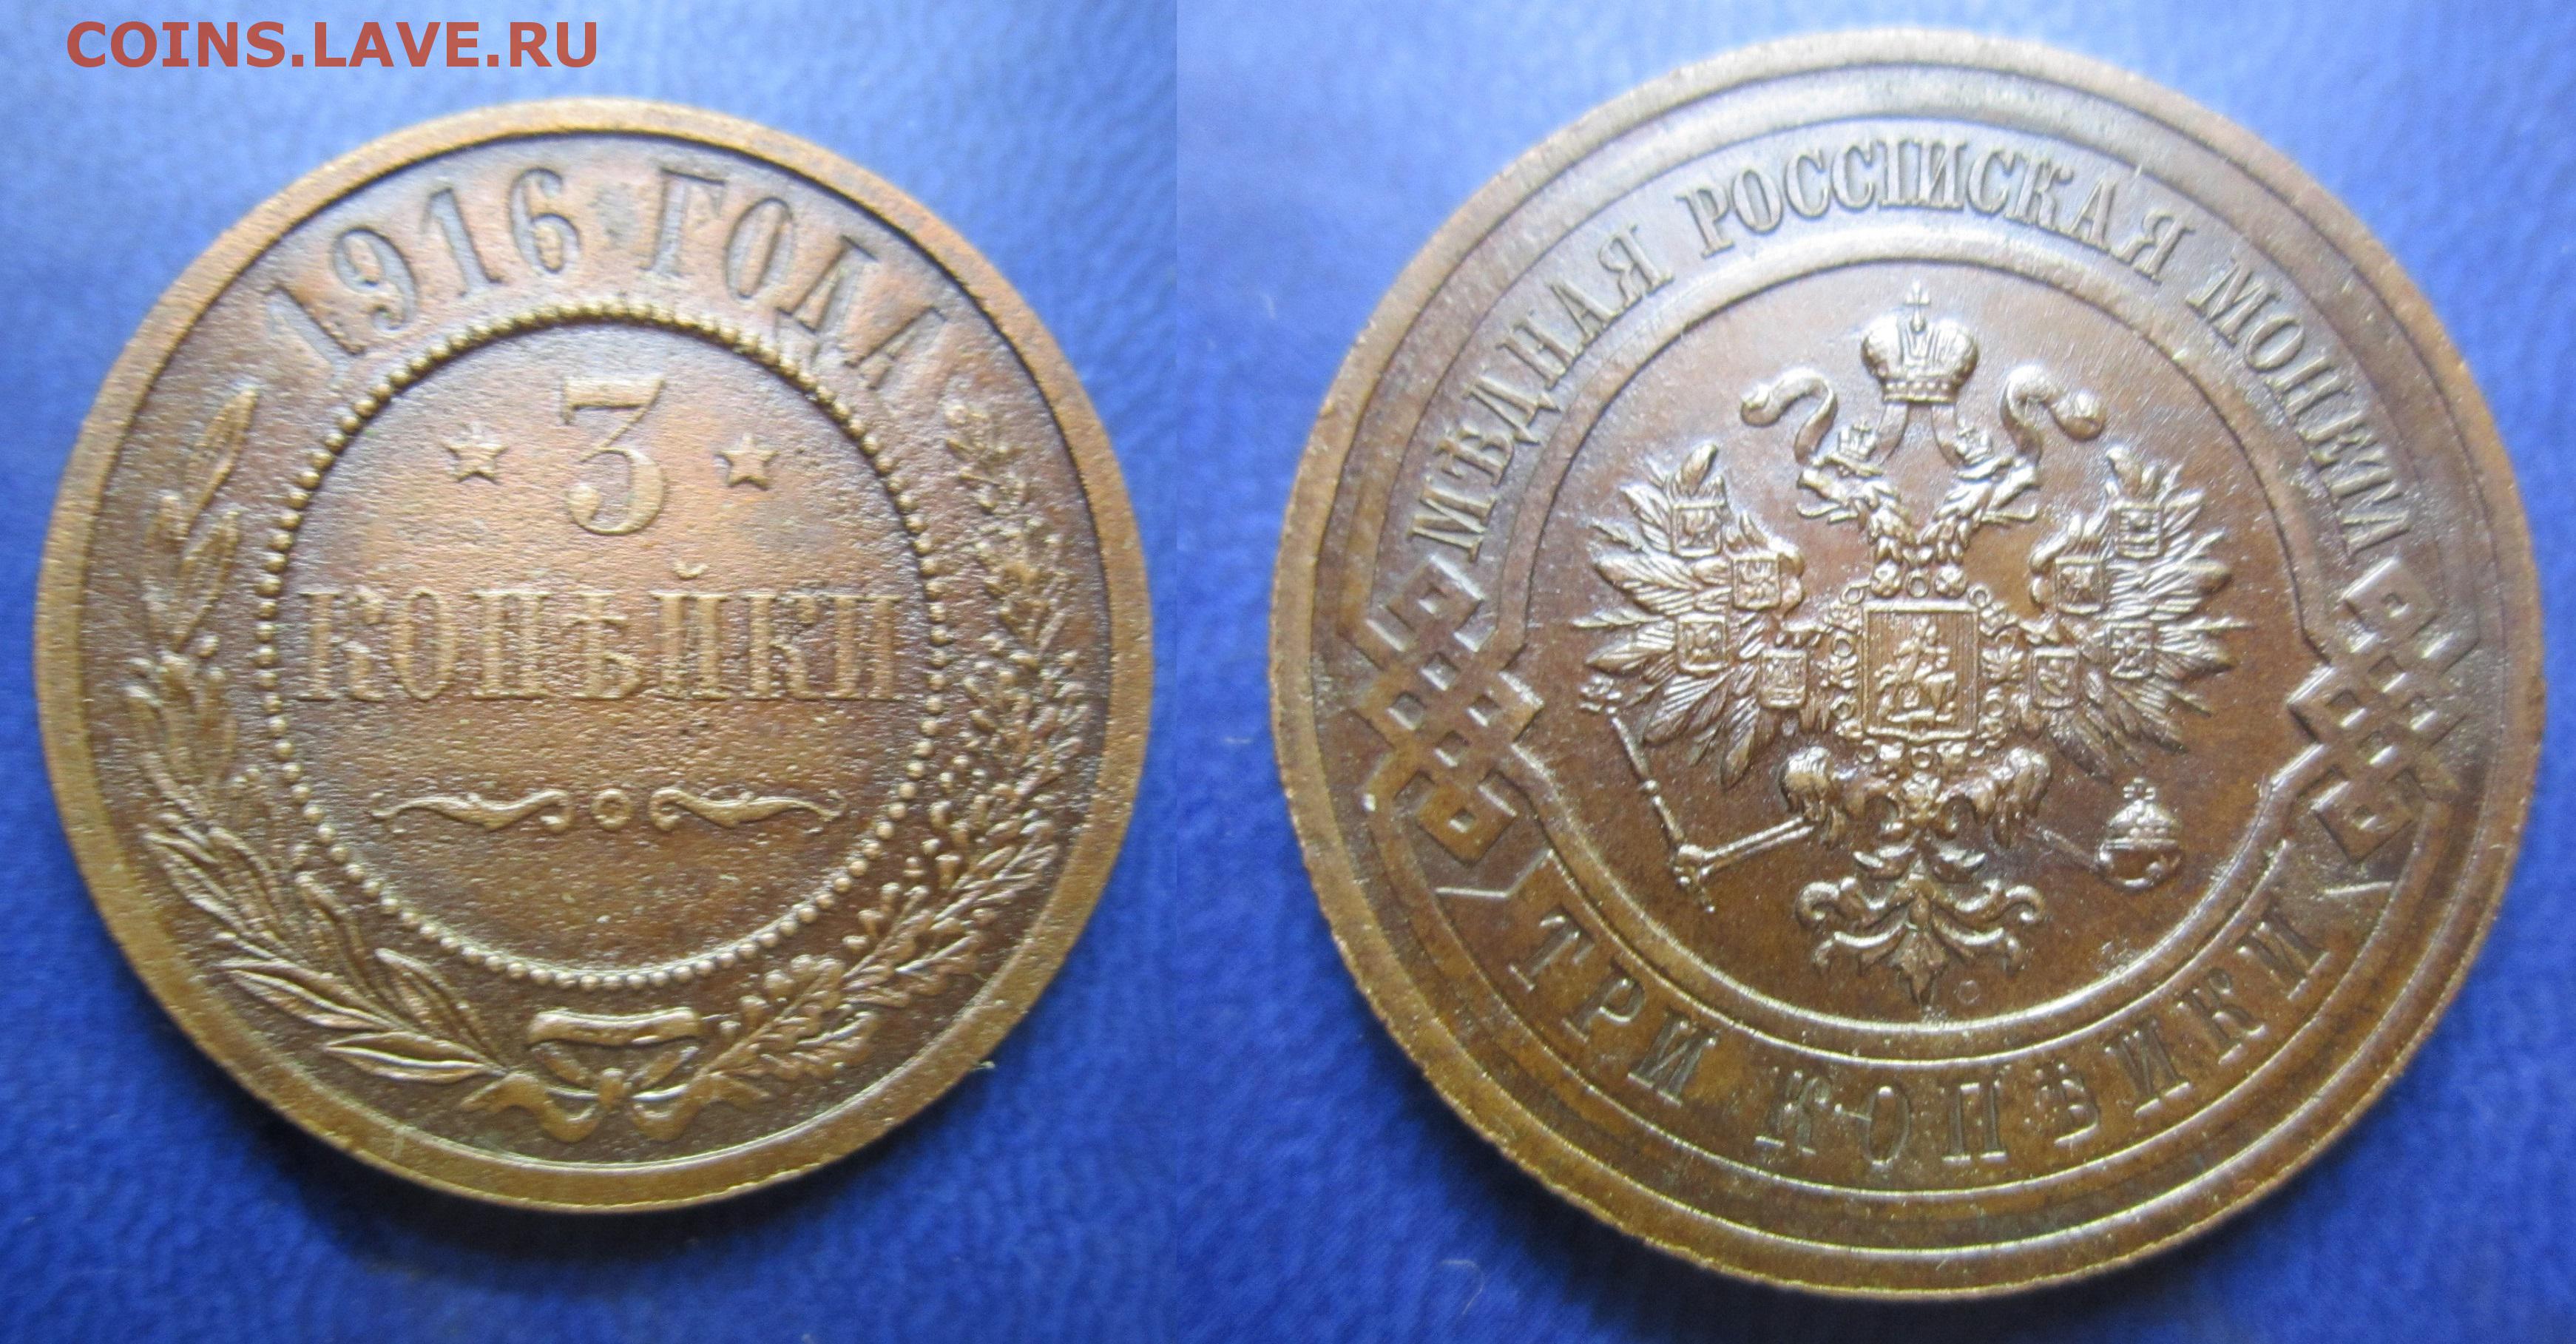 COINS.LAVE.RU
1916 ГОДА
3
КОПѢЙКИ
МѢДНАЯ РОССІЙСКАЯ МОНЕТА
ТРИ КОПѢЙКИ